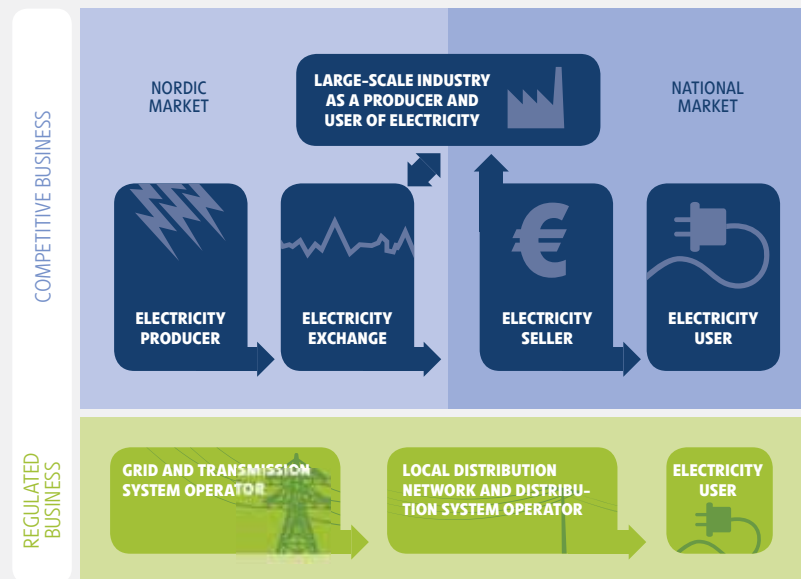 COMPETITIVE BUSINESS
NORDIC
MARKET
LARGE-SCALE INDUSTRY
AS A PRODUCER AND
USER OF ELECTRICITY
NATIONAL
MARKET
ELECTRICITY
PRODUCER
ELECTRICITY
EXCHANGE
€
ELECTRICITY
SELLER
ELECTRICITY
USER
REGULATED
BUSINESS
GRID AND TRANSMISSION
SYSTEM OPERATOR
LOCAL DISTRIBUTION
NETWORK AND DISTRIBU-
TION SYSTEM OPERATOR
ELECTRICITY
USER